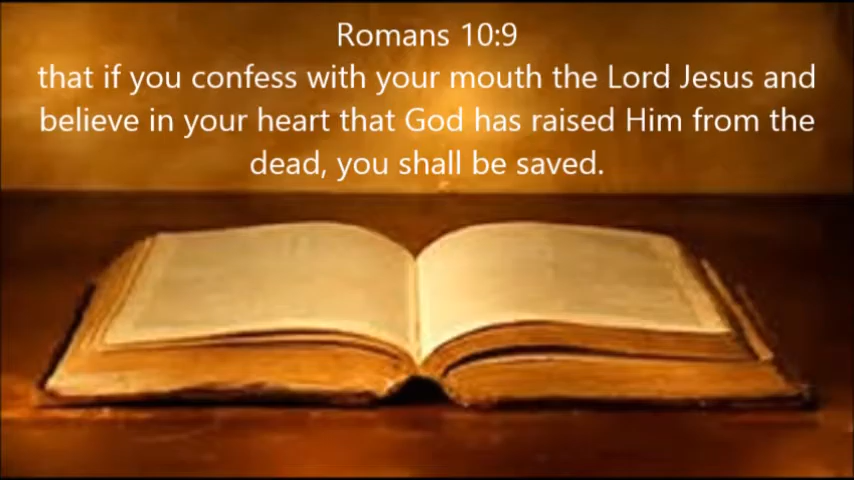 Romans 10:9
that if you confess with your mouth the Lord Jesus and
believe in your heart that God has raised Him from the
dead, you shall be saved.